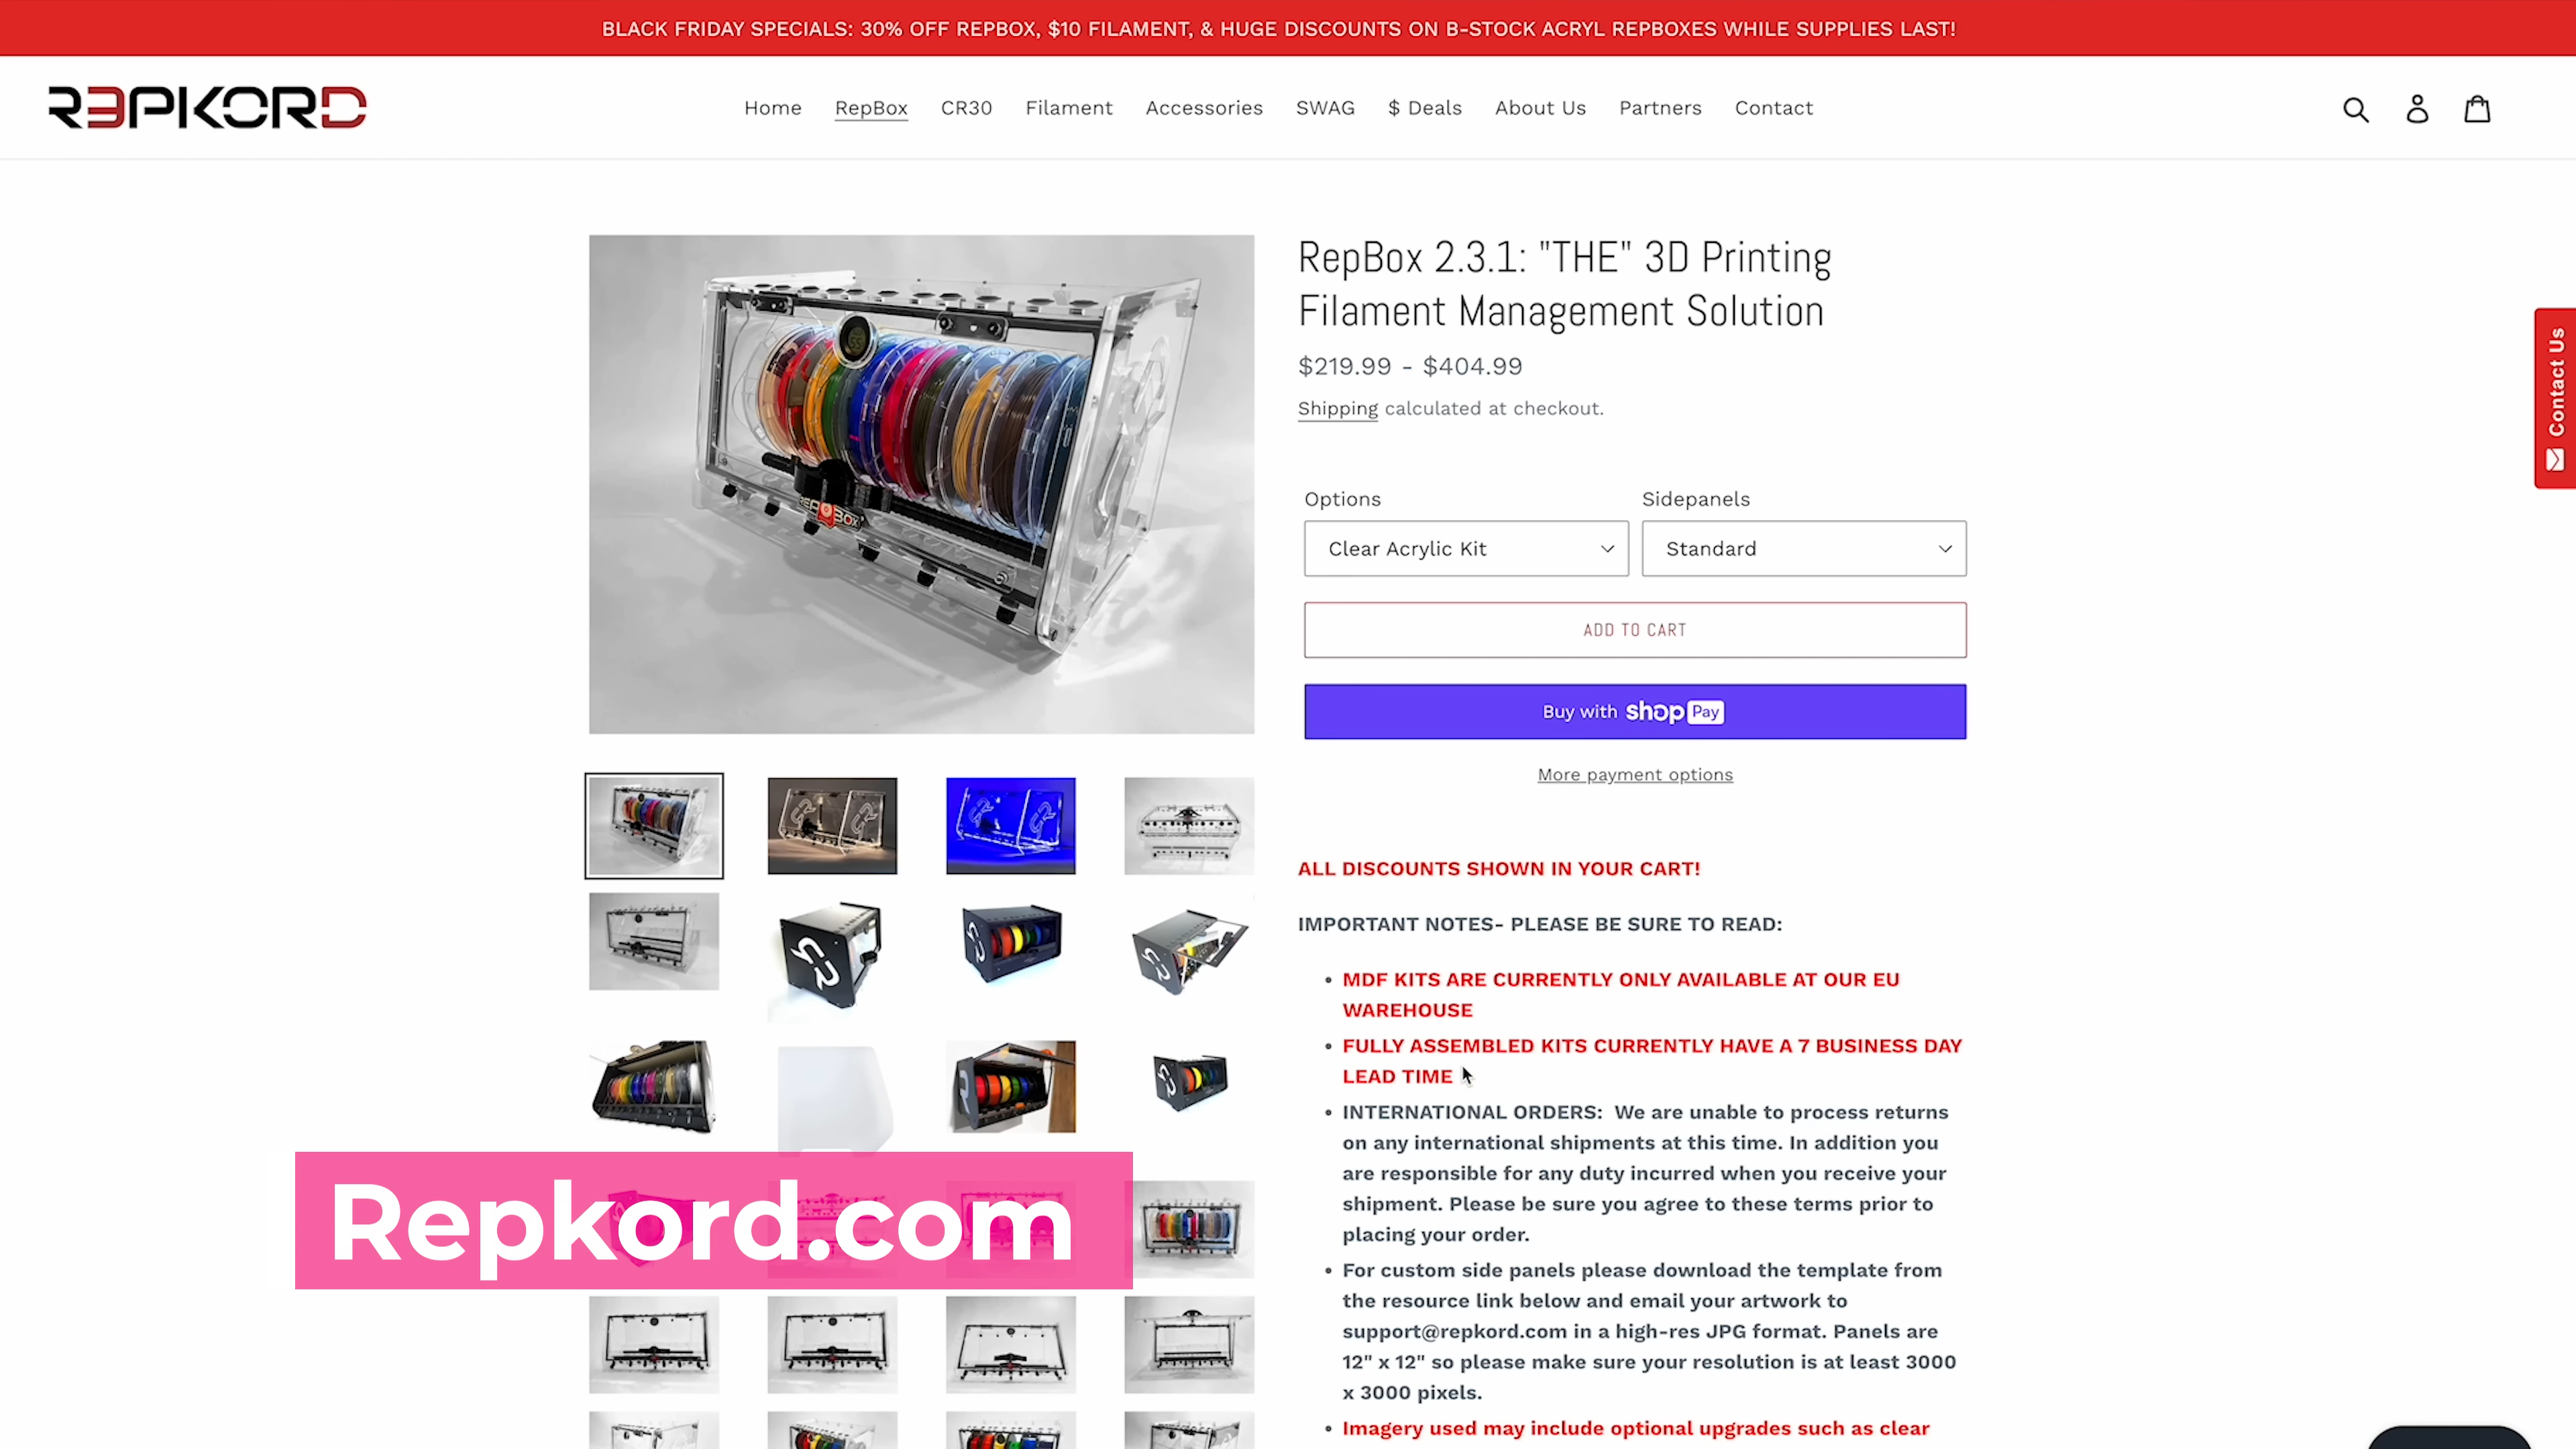 BLACK FRIDAY SPECIALS: 30% OFF REPBOX, $10 FILAMENT, & HUGE DISCOUNTS ON B-STOCK ACRYL REPBOXES WHILE SUPPLIES LAST!
REPKORD
Home RepBox CR30 Filament Accessories SWAG $ Deals About Us Partners Contact
RepBox 2.3.1: "THE" 3D Printing
Filament Management Solution
$219.99 - $404.99
Shipping calculated at checkout.
Contact Us
Options Sidepanels
Clear Acrylic Kit Standard
ADD TO CART
Buy with shop Pay
More payment options
ALL DISCOUNTS SHOWN IN YOUR CART!
IMPORTANT NOTES- PLEASE BE SURE TO READ:
• MDF KITS ARE CURRENTLY ONLY AVAILABLE AT OUR EU
WAREHOUSE
• FULLY ASSEMBLED KITS CURRENTLY HAVE A 7 BUSINESS DAY
LEAD TIME
• INTERNATIONAL ORDERS: We are unable to process returns
on any international shipments at this time. In addition you
are responsible for any duty incurred when you receive your
shipment. Please be sure you agree to these terms prior to
placing your order.
• For custom side panels please download the template from
the resource link below and email your artwork to
support@repkord.com in a high-res JPG format. Panels are
12" x 12" so please make sure your resolution is at least 3000
x 3000 pixels.
• Imagery used may include optional upgrades such as clear
REPBOX
Repkord.com